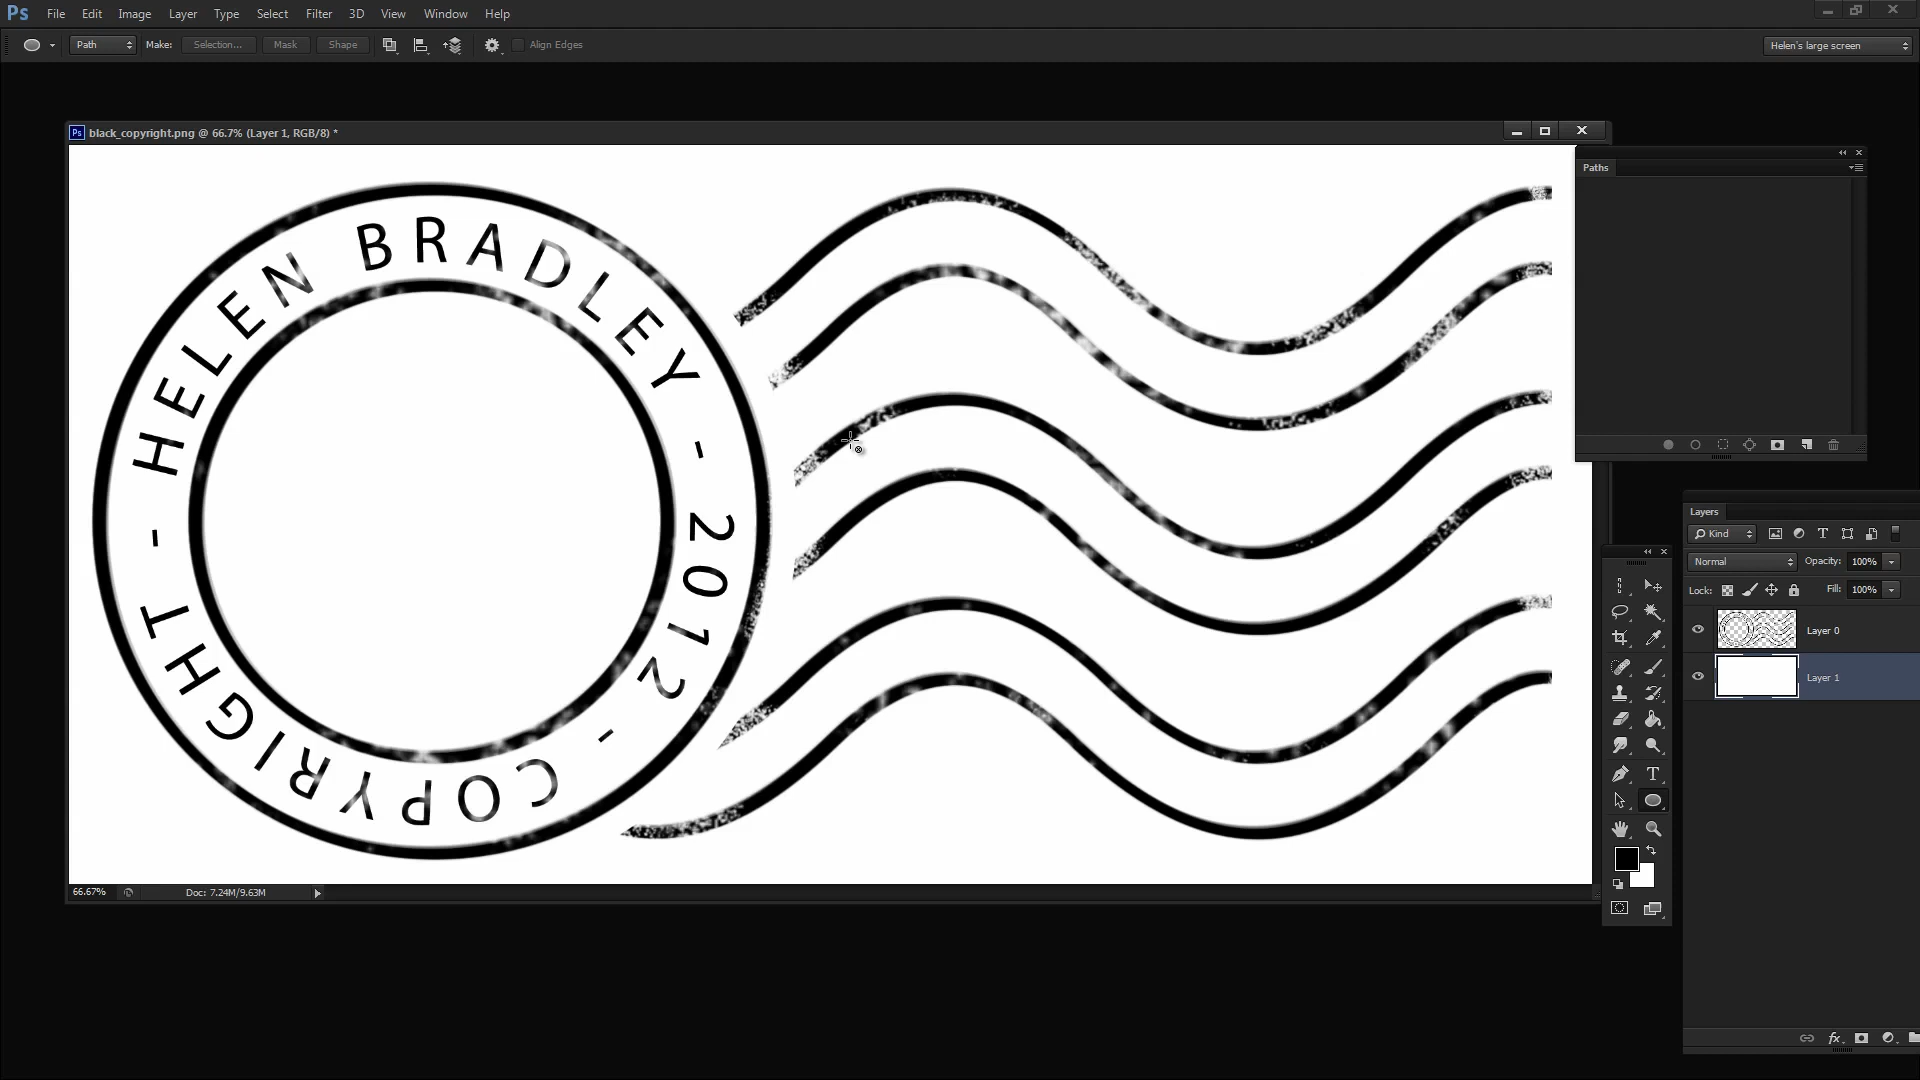 Ps File Edit Image Layer Type Select Filter 3D View Window Help
Path Make: Selection... Mask Shape Align Edges Helen's large screen
Ps black_copyright.png @ 66.7% (Layer 1, RGB/8) *
Paths
HELEN BRADLEY - 2012 - COPYRIGHT -
Layers
Kind
Normal Opacity: 100%
Lock: Fill: 100%
Layer 0
Layer 1
66.67% Doc: 7.24M/9.63M